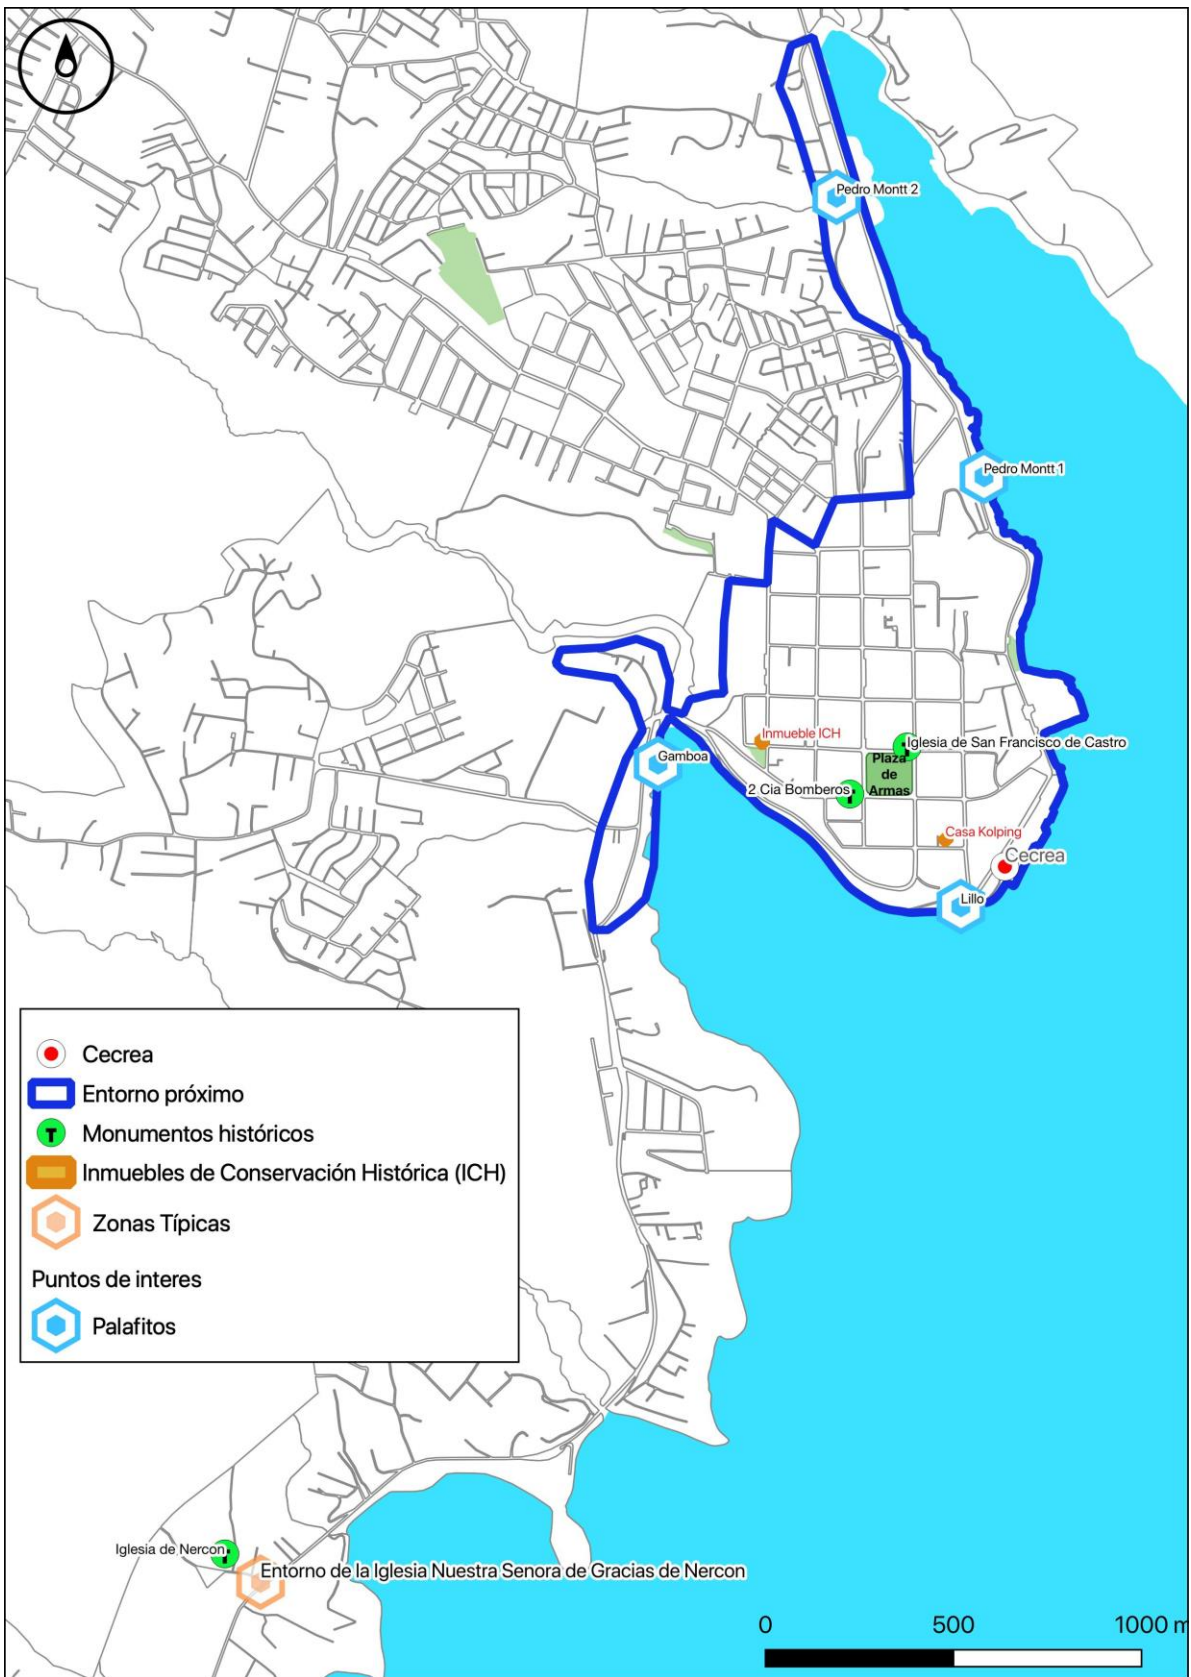 Pedro Montt 2
Pedro Montt 1
Inmueble ICH
Iglesia de San Francisco de Castro
Gamboa
Plaza
de
Armas
2 Cia Bomberos
Casa Kolping
Cecrea
Lillo
Cecrea
Entorno próximo
Monumentos históricos
Inmuebles de Conservación Histórica (ICH)
Zonas Típicas
Puntos de interes
Palafitos
Iglesia de Nercon
Entorno de la Iglesia Nuestra Senora de Gracias de Nercon
0 500 1000 m